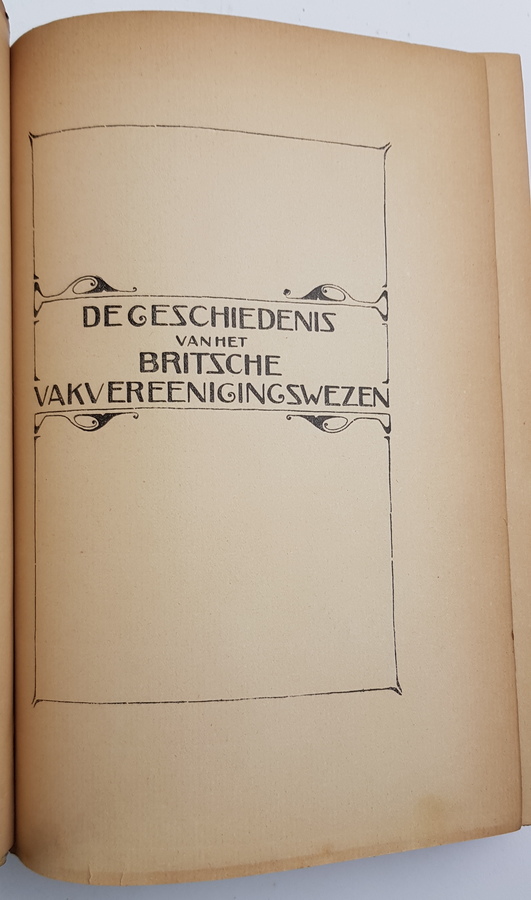 DE GESCHIEDENIS
VAN HET
BRITSCHE
VAKVEREENIGINGSWEZEN